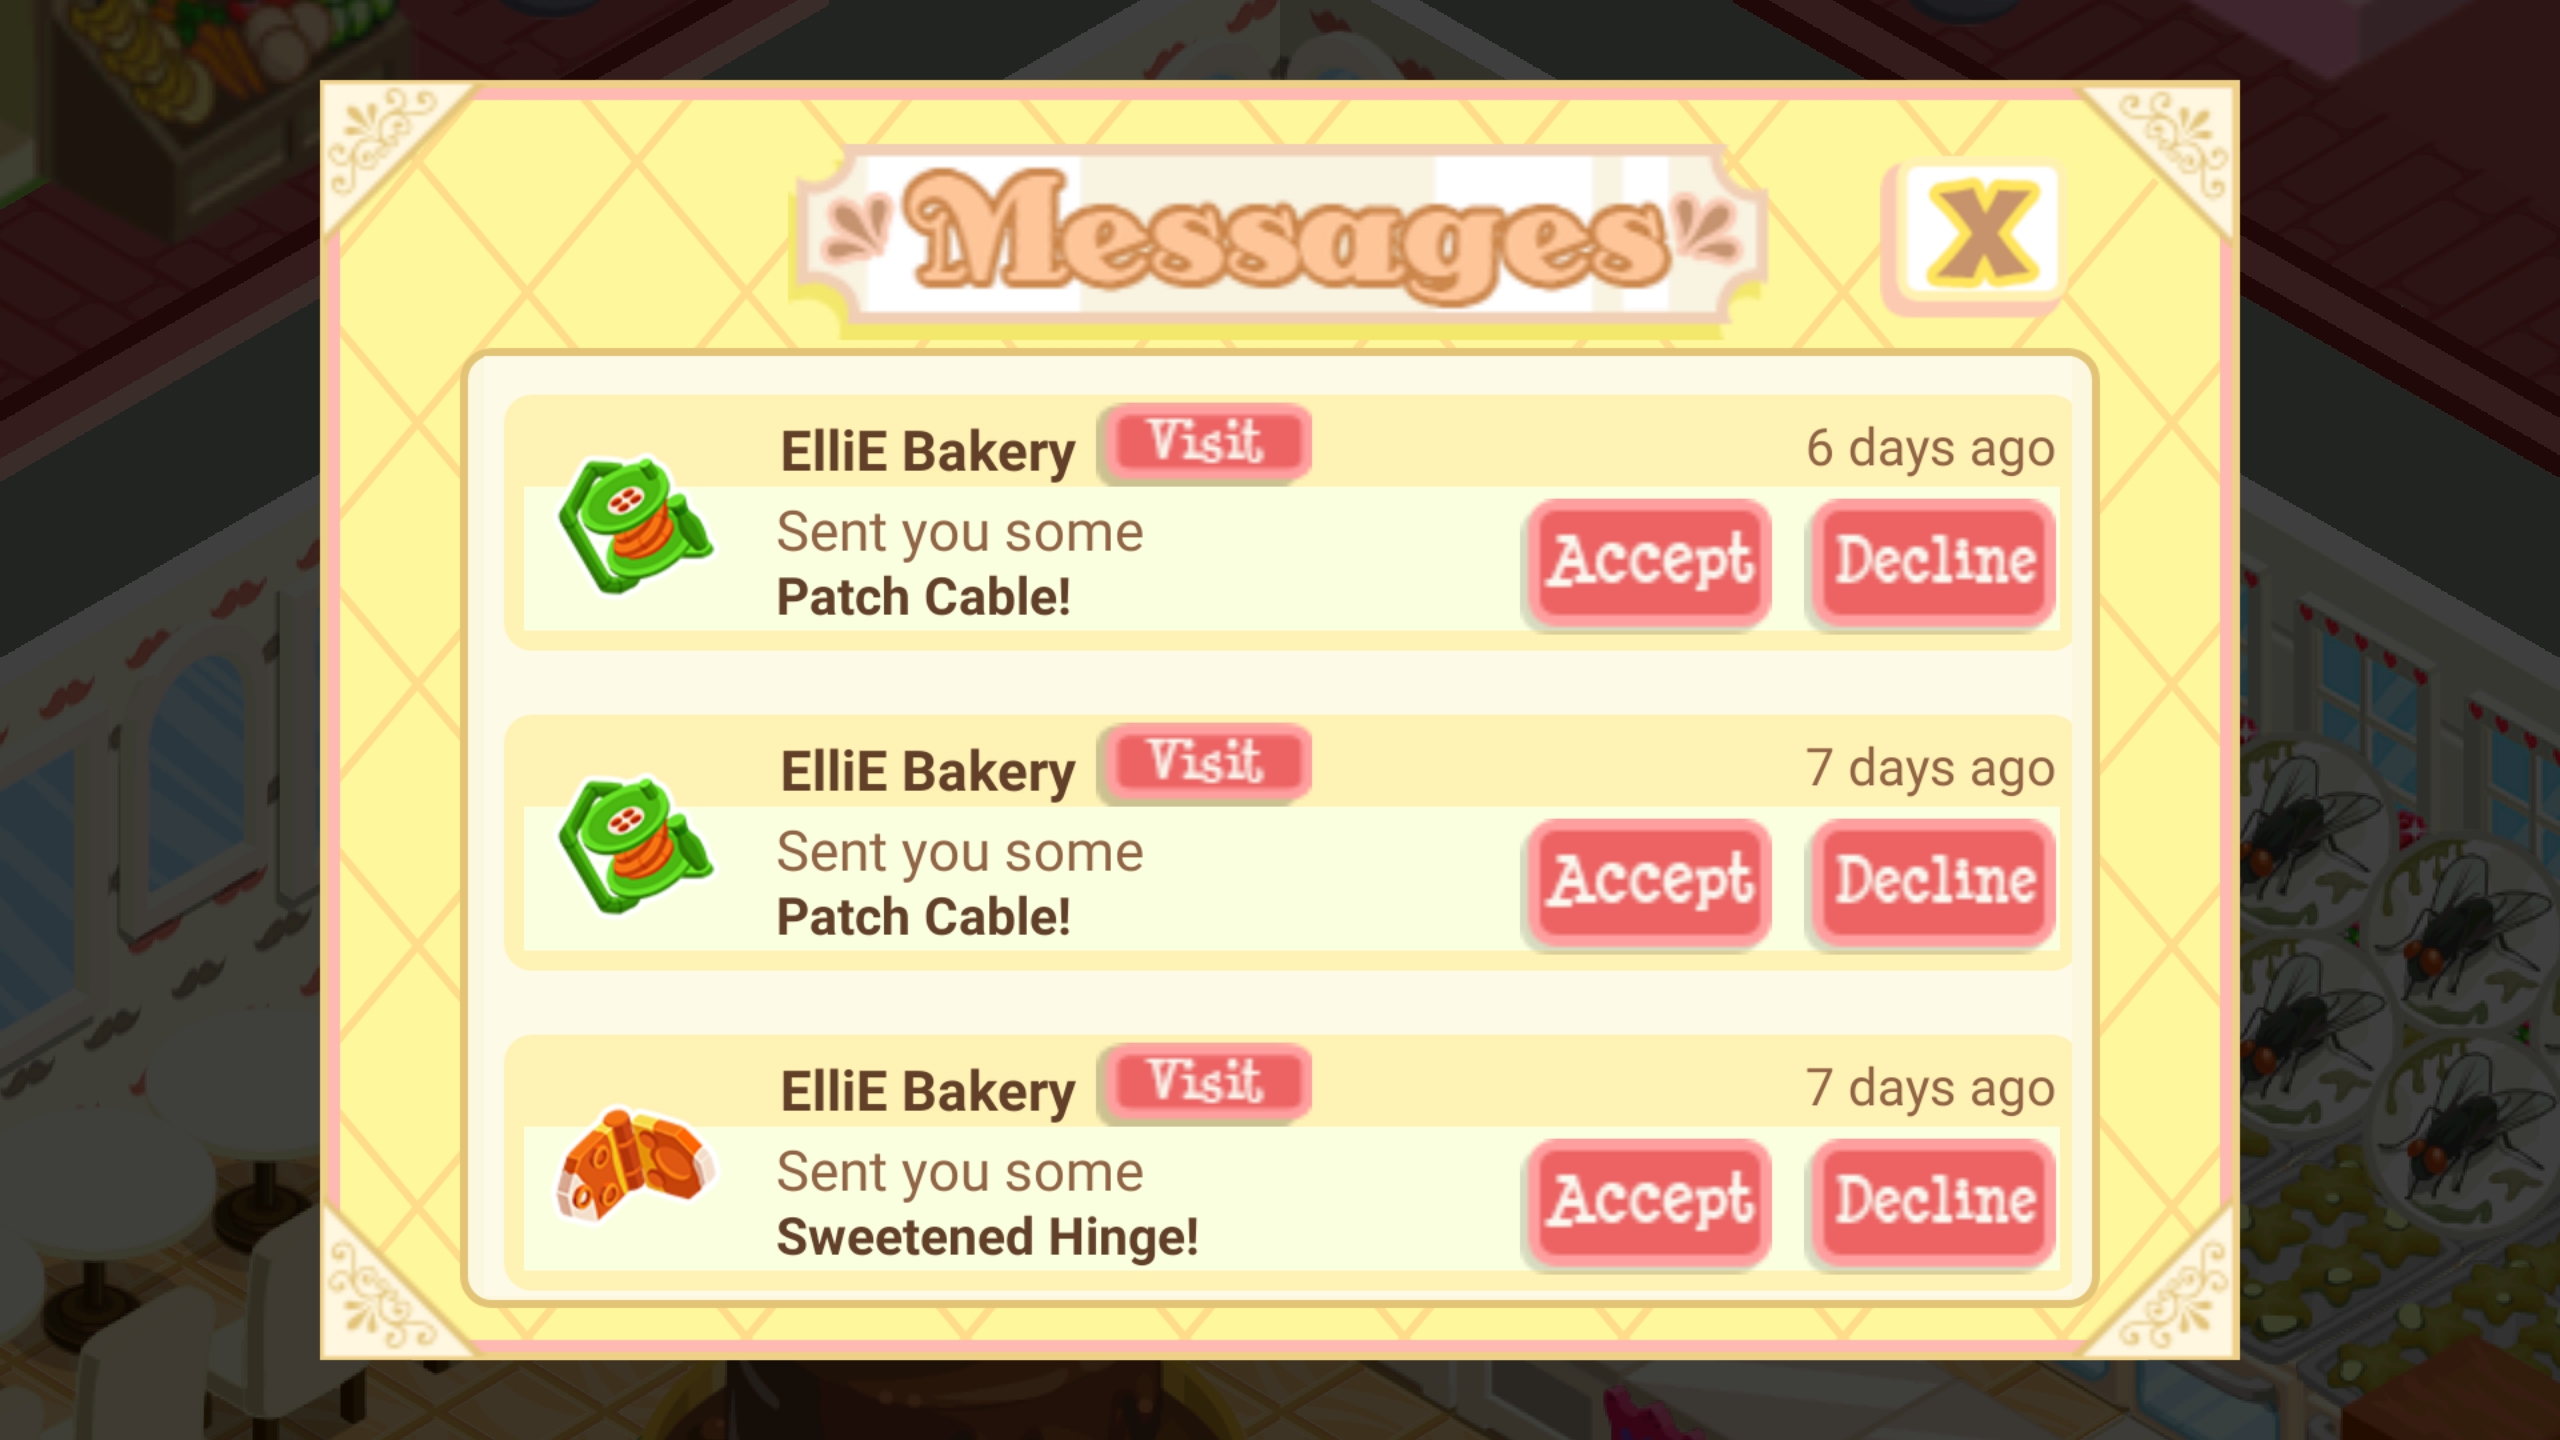 Messages
X
ElliE Bakery Visit 6 days ago
Sent you some
Patch Cable!
Accept Decline
ElliE Bakery Visit 7 days ago
Sent you some
Patch Cable!
Accept Decline
ElliE Bakery Visit 7 days ago
Sent you some
Sweetened Hinge!
Accept Decline